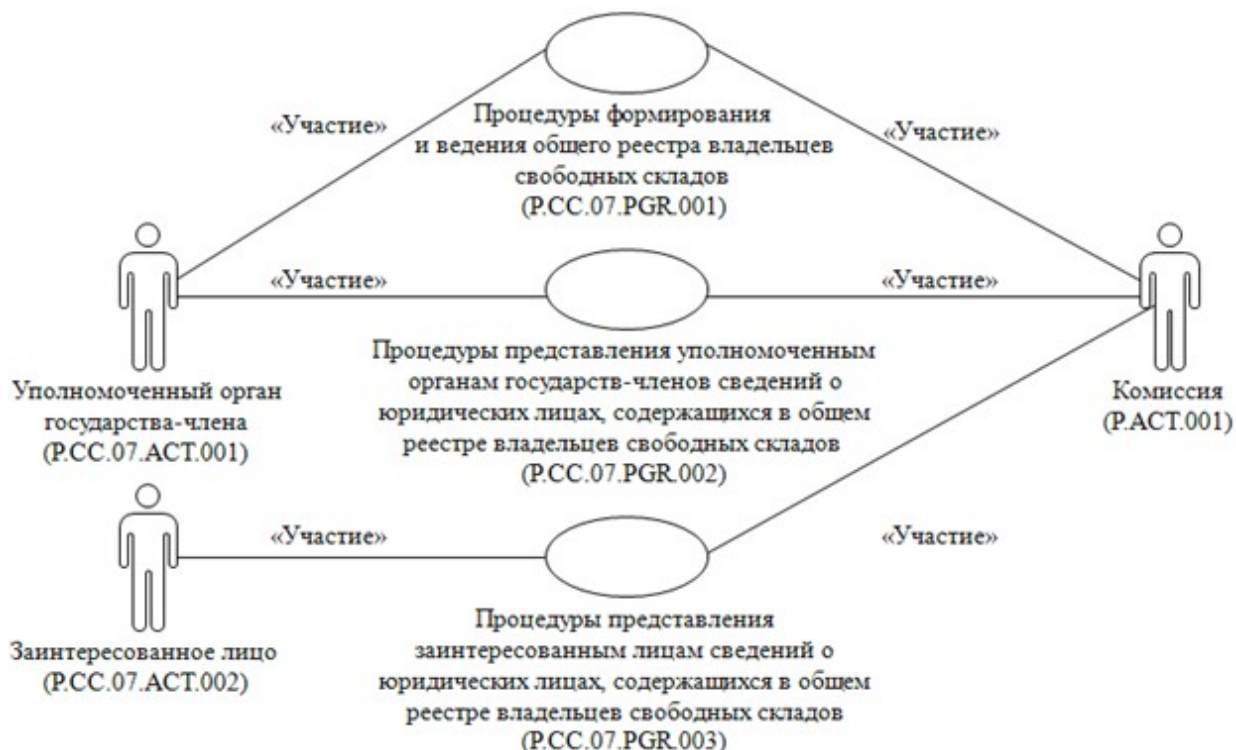 «Участие»
«Участие»
Процедуры формирования
и ведения общего реестра владельцев
свободных складов
(P.CC.07.PGR.001)
«Участие»
«Участие»
Уполномоченный орган
государства-члена
(P.CC.07.ACT.001)
Процедуры представления уполномоченным
органам государств-членов сведений о
юридических лицах, содержащихся в общем
реестре владельцев свободных складов
(P.CC.07.PGR.002)
Комиссия
(P.ACT.001)
«Участие»
«Участие»
Заинтересованное лицо
(P.CC.07.ACT.002)
Процедуры представления
заинтересованным лицам сведений о
юридических лицах, содержащихся в общем
реестре владельцев свободных складов
(P.CC.07.PGR.003)